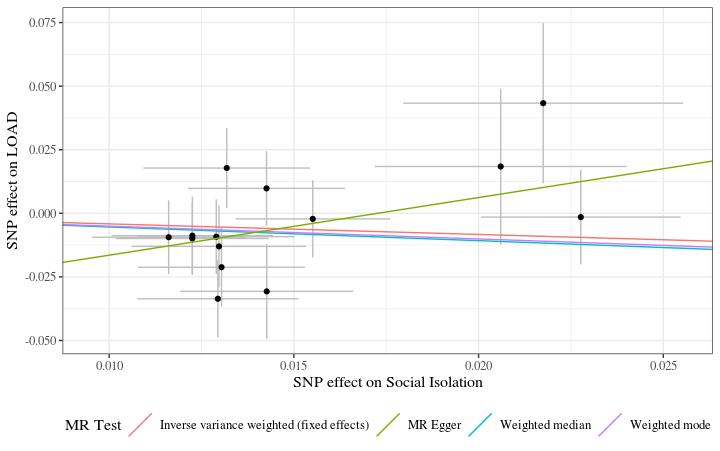 SNP effect on LOAD
0.075
0.050
0.025
0.000
-0.025
-0.050
0.010 0.015 0.020 0.025
SNP effect on Social Isolation
MR Test Inverse variance weighted (fixed effects) MR Egger Weighted median Weighted mode